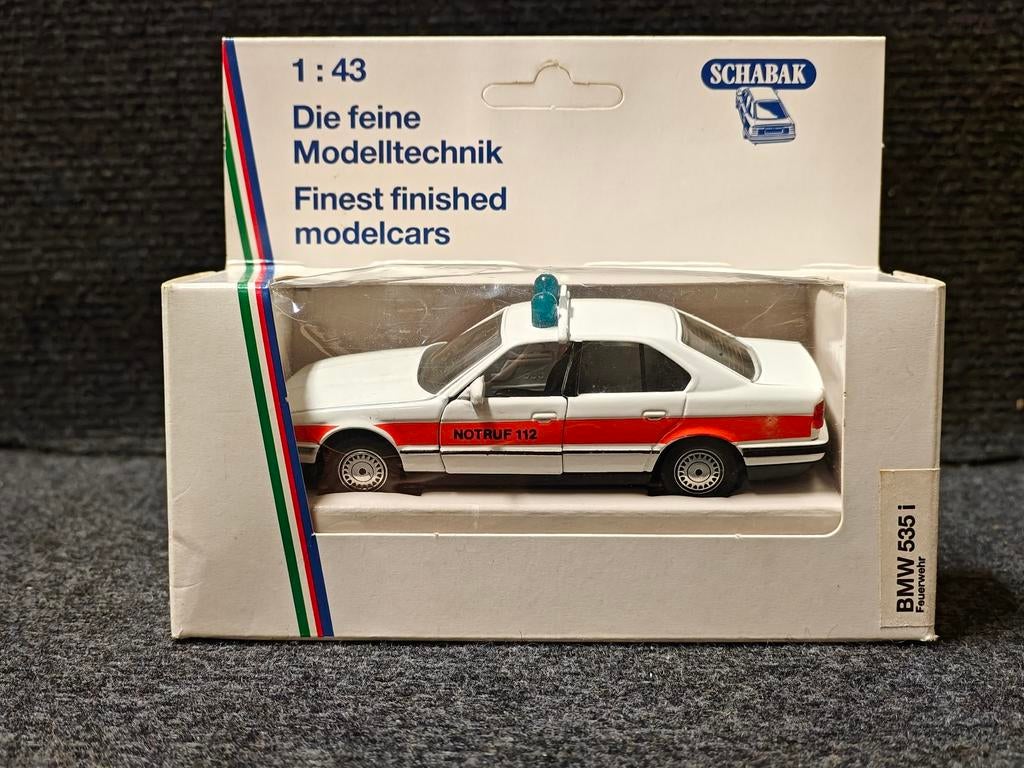 1 : 43
Die feine
Modelltechnik
Finest finished
modelcars
SCHABAK
NOTRUF 112
BMW 535 i
Feuerwehr